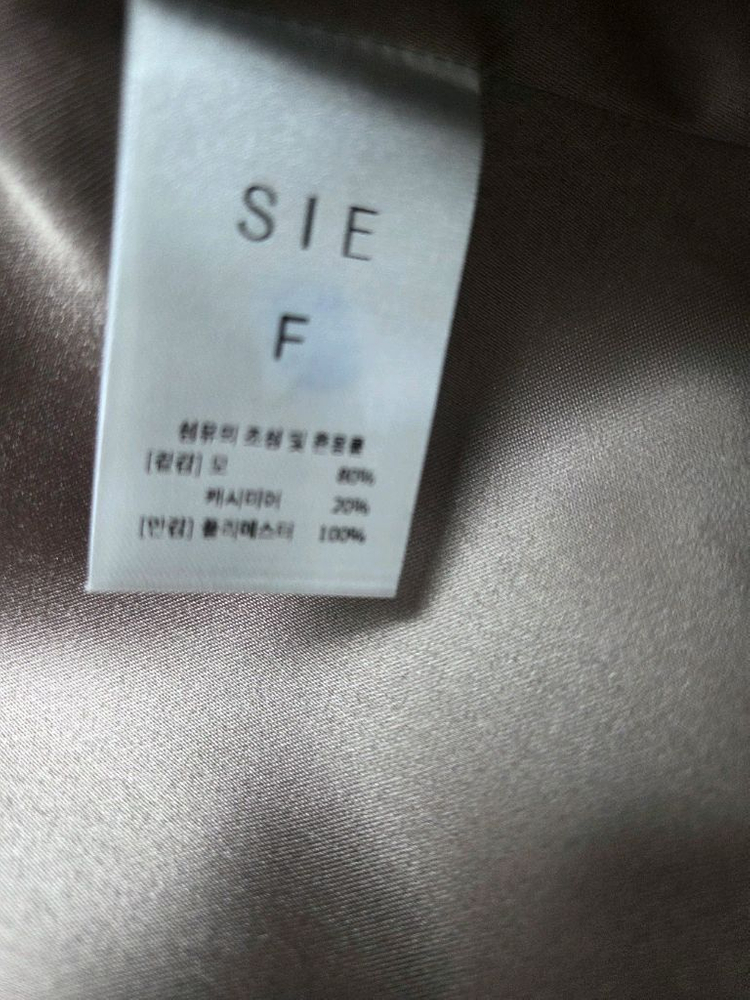 SIE
F
섬유의 조성 및 혼용률
[겉감] 모 80%
캐시미어 20%
[안감] 폴리에스터 100%